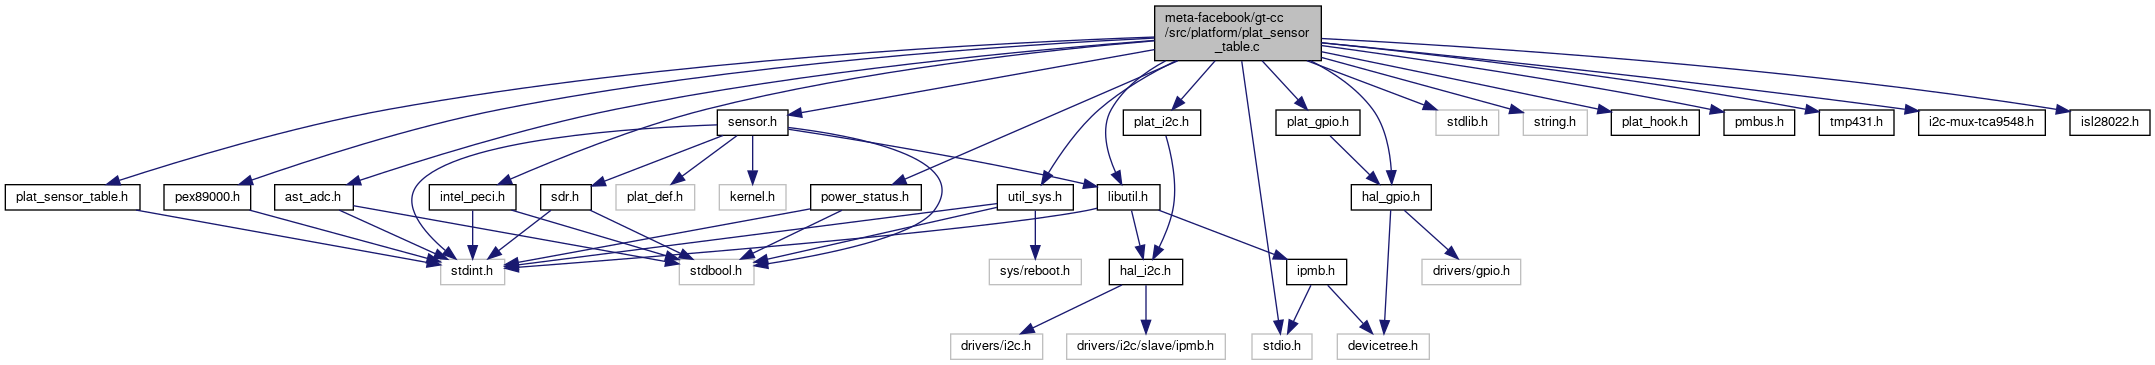 meta-facebook/gt-cc
/src/platform/plat_sensor
_table.c
sensor.h
plat_i2c.h
plat_gpio.h
stdlib.h
string.h
plat_hook.h
pmbus.h
tmp431.h
i2c-mux-tca9548.h
isl28022.h
plat_sensor_table.h
pex89000.h
ast_adc.h
intel_peci.h
sdr.h
plat_def.h
kernel.h
power_status.h
util_sys.h
libutil.h
hal_gpio.h
stdint.h
stdbool.h
sys/reboot.h
hal_i2c.h
ipmb.h
drivers/gpio.h
drivers/i2c.h
drivers/i2c/slave/ipmb.h
stdio.h
devicetree.h